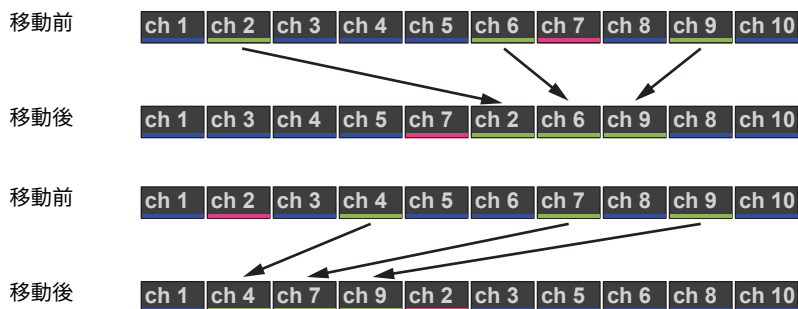 移動前 ch 1 ch 2 ch 3 ch 4 ch 5 ch 6 ch 7 ch 8 ch 9 ch 10
移動後 ch 1 ch 3 ch 4 ch 5 ch 7 ch 2 ch 6 ch 9 ch 8 ch 10
移動前 ch 1 ch 2 ch 3 ch 4 ch 5 ch 6 ch 7 ch 8 ch 9 ch 10
移動後 ch 1 ch 4 ch 7 ch 9 ch 2 ch 3 ch 5 ch 6 ch 8 ch 10